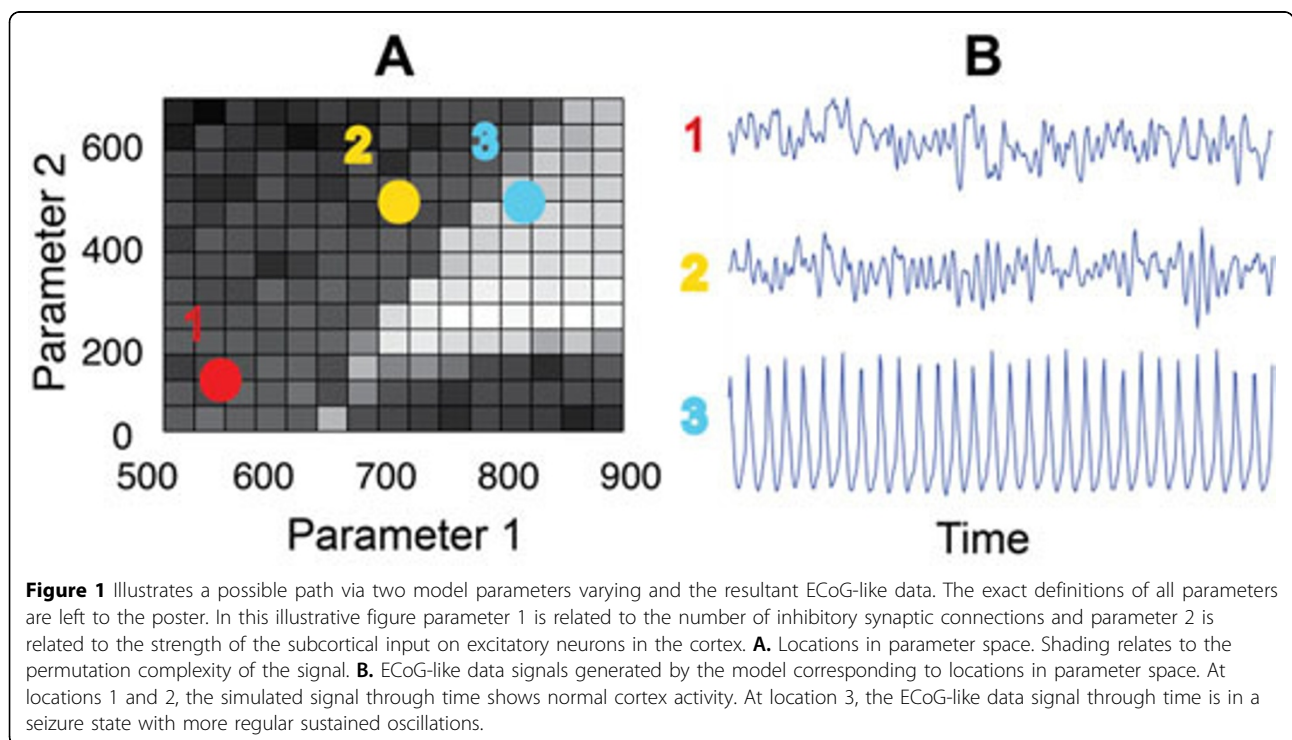 A
B
Parameter 2
600
400
200
0
500 600 700 800 900
Parameter 1
1
2
3
1
2
3
Time
Figure 1 Illustrates a possible path via two model parameters varying and the resultant ECoG-like data. The exact definitions of all parameters
are left to the poster. In this illustrative figure parameter 1 is related to the number of inhibitory synaptic connections and parameter 2 is
related to the strength of the subcortical input on excitatory neurons in the cortex. A. Locations in parameter space. Shading relates to the
permutation complexity of the signal. B. ECoG-like data signals generated by the model corresponding to locations in parameter space. At
locations 1 and 2, the simulated signal through time shows normal cortex activity. At location 3, the ECoG-like data signal through time is in a
seizure state with more regular sustained oscillations.